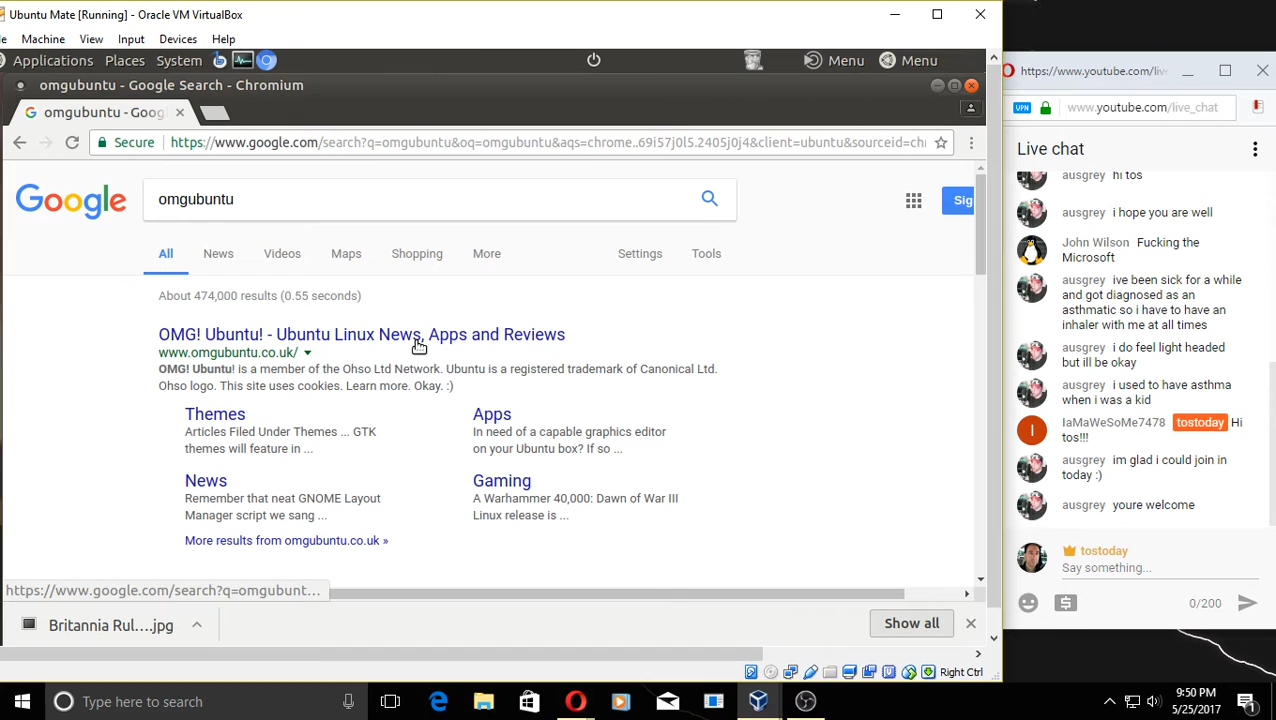 Ubuntu Mate [Running] - Oracle VM VirtualBox
Machine View Input Devices Help
Applications Places System Menu Menu
omgubuntu - Google Search - Chromium
omgubuntu - Goog
Secure https://www.google.com/search?q=omgubuntu&oq=omgubuntu&aqs=chrome..69i57j0l5.2405j0j4&client=ubuntu&sourceid=ch
Google omgubuntu Sig
All News Videos Maps Shopping More Settings Tools
About 474,000 results (0.55 seconds)
OMG! Ubuntu! - Ubuntu Linux News, Apps and Reviews
www.omgubuntu.co.uk/
OMG! Ubuntu! is a member of the Ohso Ltd Network. Ubuntu is a registered trademark of Canonical Ltd.
Ohso logo. This site uses cookies. Learn more. Okay. :)
Themes
Articles Filed Under Themes ... GTK
themes will feature in ...
Apps
In need of a capable graphics editor
on your Ubuntu box? If so ...
News
Remember that neat GNOME Layout
Manager script we sang ...
Gaming
A Warhammer 40,000: Dawn of War III
Linux release is ...
More results from omgubuntu.co.uk »
https://www.google.com/search?q=omgubunt...
Britannia Rul....jpg
Show all
Right Ctrl
https://www.youtube.com/liv
VPN www.youtube.com/live_chat
Live chat
ausgrey hi tos
ausgrey i hope you are well
John Wilson Fucking the
Microsoft
ausgrey ive been sick for a while
and got diagnosed as an
asthmatic so i have to have an
inhaler with me at all times
ausgrey i do feel light headed
but ill be okay
ausgrey i used to have asthma
when i was a kid
I IaMaWeSoMe7478 tostoday Hi
tos!!!
ausgrey im glad i could join in
today :)
ausgrey youre welcome
tostoday
Say something...
0/200
Type here to search
9:50 PM
5/25/2017
1